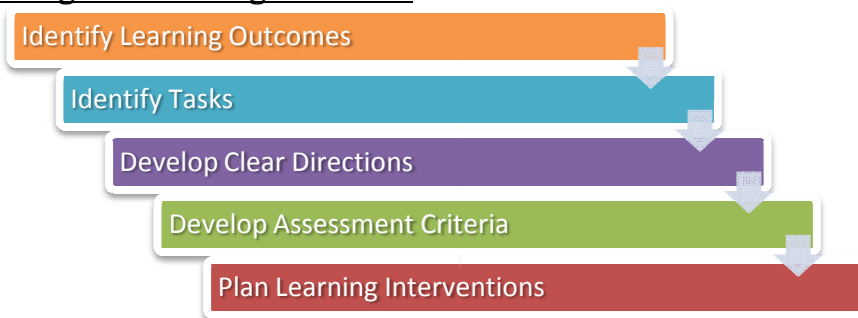 Identify Learning Outcomes
Identify Tasks
Develop Clear Directions
Develop Assessment Criteria
Plan Learning Interventions